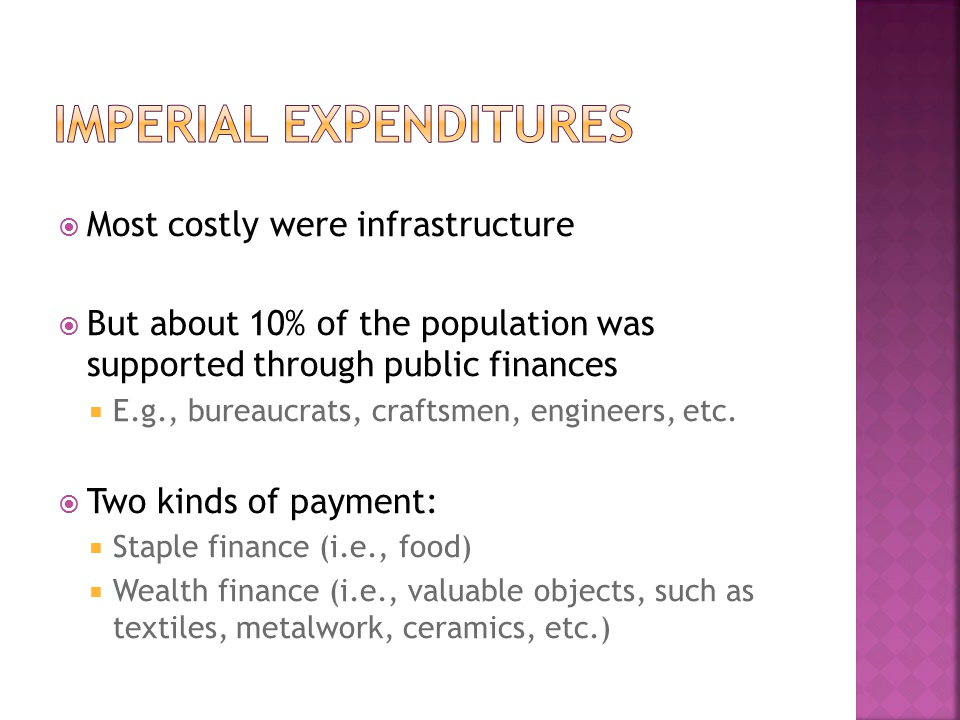 IMPERIAL EXPENDITURES
Most costly were infrastructure
But about 10% of the population was
supported through public finances
E.g., bureaucrats, craftsmen, engineers, etc.
Two kinds of payment:
Staple finance (i.e., food)
Wealth finance (i.e., valuable objects, such as
textiles, metalwork, ceramics, etc.)